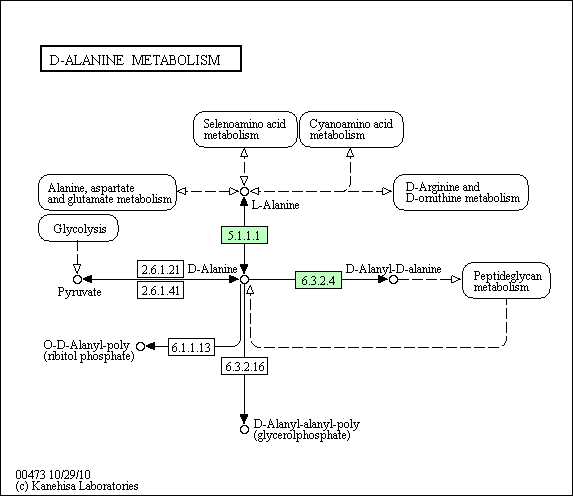 D-ALANINE METABOLISM
Selenoamino acid
metabolism
Cyanoamino acid
metabolism
Alanine, aspartate
and glutamate metabolism
L-Alanine
D-Arginine and
D-ornithine metabolism
Glycolysis
5.1.1.1
2.6.1.21
D-Alanine
D-Alanyl-D-alanine
Pyruvate
2.6.1.41
6.3.2.4
Peptideglycan
metabolism
O-D-Alanyl-poly
(ribitol phosphate)
6.1.1.13
6.3.2.16
D-Alanyl-alanyl-poly
(glycerolphosphate)
00473 10/29/10
(c) Kanehisa Laboratories